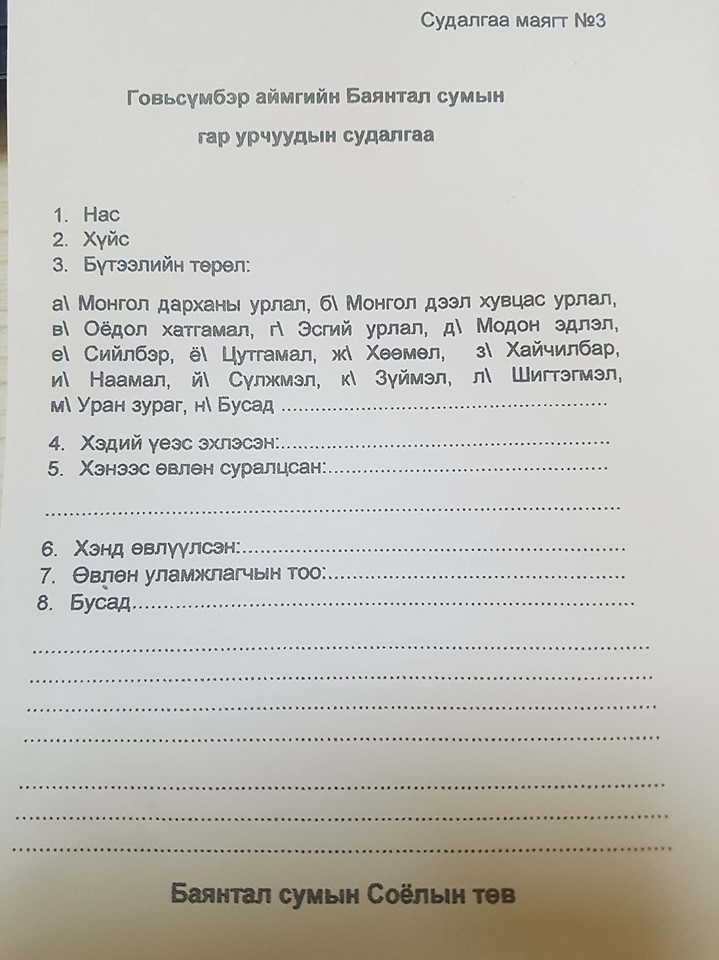 Судалгаа маягт №3
Говьсүмбэр аймгийн Баянтал сумын
гар урчуудын судалгаа
1. Нас
2. Хүйс
3. Бүтээлийн төрөл:
а\ Монгол дарханы урлал, б\ Монгол дээл хувцас урлал,
в\ Оёдол хатгамал, г\ Эсгий урлал, д\ Модон эдлэл,
е\ Сийлбэр, ё\ Цутгамал, ж\ Хөөмөл, з\ Хайчилбар,
и\ Наамал, й\ Сүлжмэл, к\ Зүймэл, л\ Шигтэгмэл,
м\ Уран зураг, н\ Бусад ......................................................
4. Хэдий үеэс эхлэсэн:......................................................
5. Хэнээс өвлөн суралцсан:..............................................
................................................................................................
6. Хэнд өвлүүлсэн:...............................................................
7. Өвлөн уламжлагчын тоо:.................................................
8. Бусад..................................................................................
................................................................................................
................................................................................................
................................................................................................
................................................................................................
................................................................................................
................................................................................................
................................................................................................
Баянтал сумын Соёлын төв